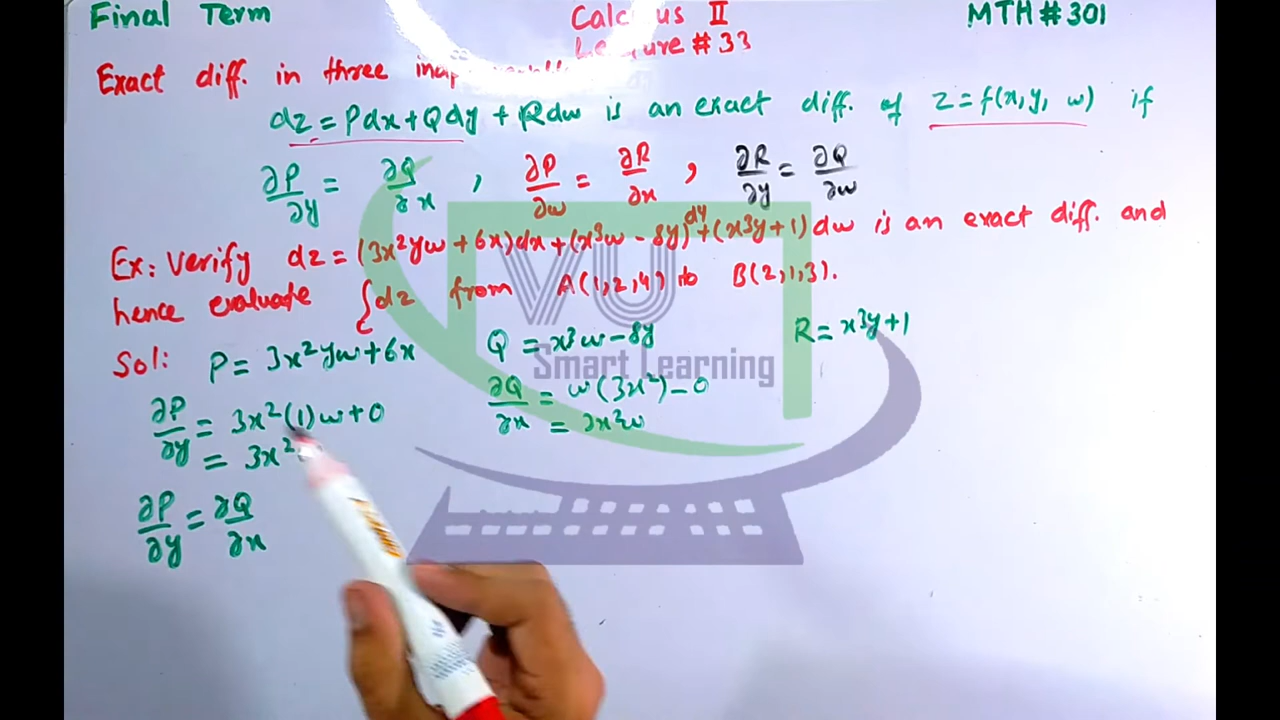 Final Term
Calculus II
MTH # 301
Lecture # 33
Exact diff. in three
dz = Pdx + Qdy + Rdw is an exact diff. of z = f(x, y, w) if
∂P/∂y = ∂Q/∂x , ∂P/∂w = ∂R/∂x , ∂R/∂y = ∂Q/∂w
Ex: Verify dz = (3x²yw + 6x)dx + (x³w - 8y)dy + (x³y + 1)dw is an exact diff. and
hence evaluate ∫c dz from A(1,2,4) to B(2,1,3).
Sol: P = 3x²yw + 6x Q = x³w - 8y R = x³y + 1
∂P/∂y = 3x²(1)w + 0 ∂Q/∂x = w(3x²) - 0
= 3x² = 3x²w
∂P/∂y = ∂Q/∂x
VU
Smart Learning